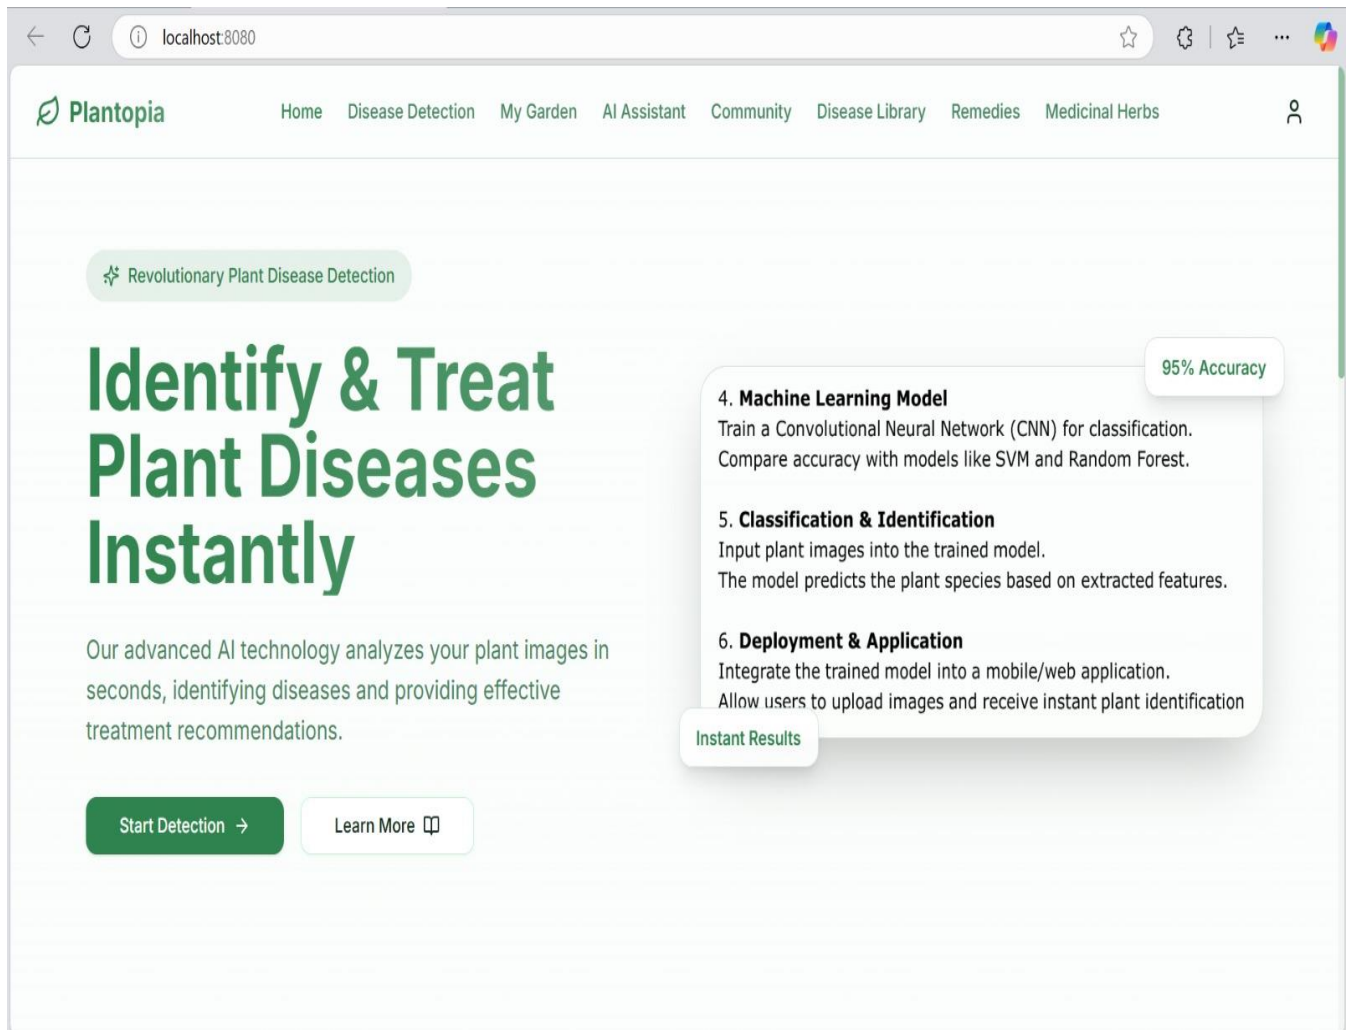 localhost:8080
Plantopia
Home Disease Detection My Garden AI Assistant Community Disease Library Remedies Medicinal Herbs
Revolutionary Plant Disease Detection
Identify & Treat
Plant Diseases
Instantly
Our advanced AI technology analyzes your plant images in
seconds, identifying diseases and providing effective
treatment recommendations.
Start Detection → Learn More
95% Accuracy
4. Machine Learning Model
Train a Convolutional Neural Network (CNN) for classification.
Compare accuracy with models like SVM and Random Forest.
5. Classification & Identification
Input plant images into the trained model.
The model predicts the plant species based on extracted features.
6. Deployment & Application
Integrate the trained model into a mobile/web application.
Allow users to upload images and receive instant plant identification
Instant Results